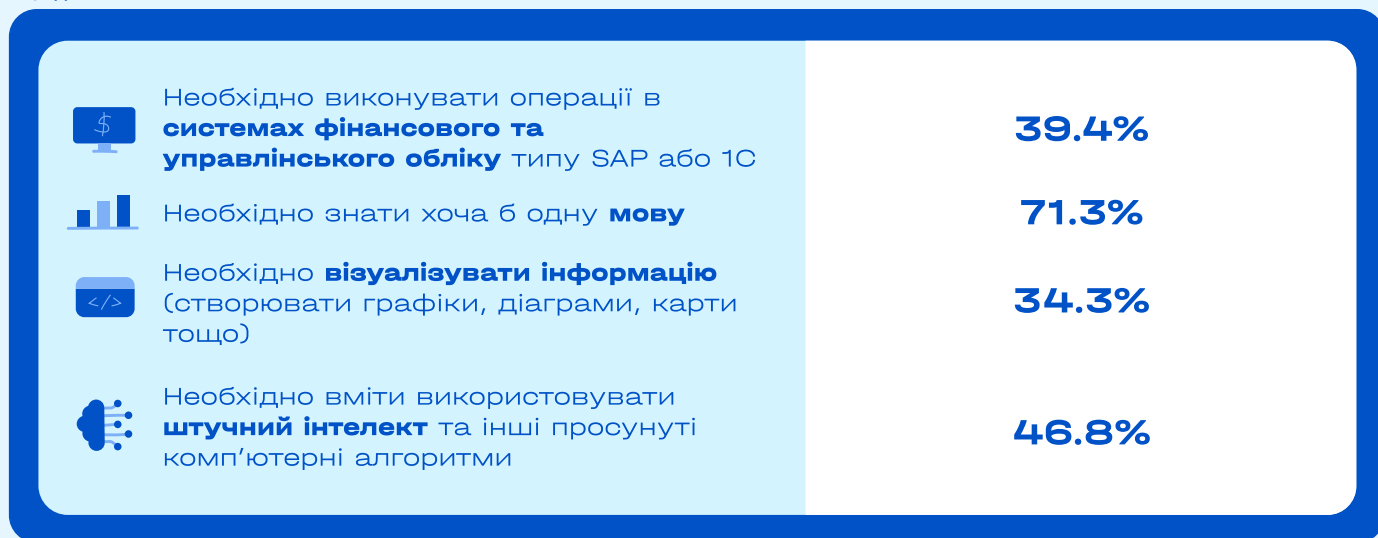 Необхідно виконувати операції в
системах фінансового та
управлінського обліку типу SAP або 1С
39.4%
Необхідно знати хоча б одну мову
71.3%
Необхідно візуалізувати інформацію
(створювати графіки, діаграми, карти
тощо)
34.3%
Необхідно вміти використовувати
штучний інтелект та інші просунуті
комп’ютерні алгоритми
46.8%